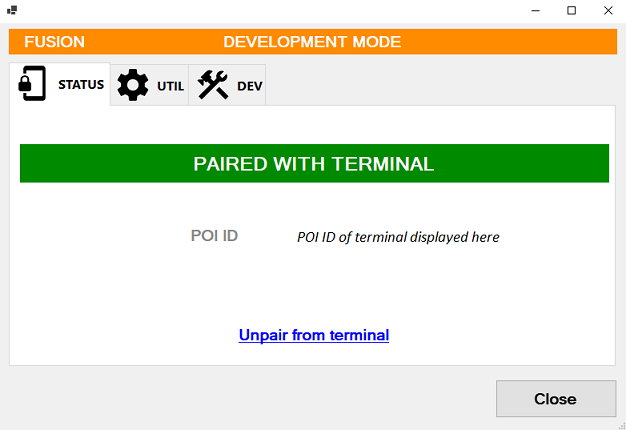 FUSION DEVELOPMENT MODE
STATUS UTIL DEV
PAIRED WITH TERMINAL
POI ID POI ID of terminal displayed here
Unpair from terminal
Close